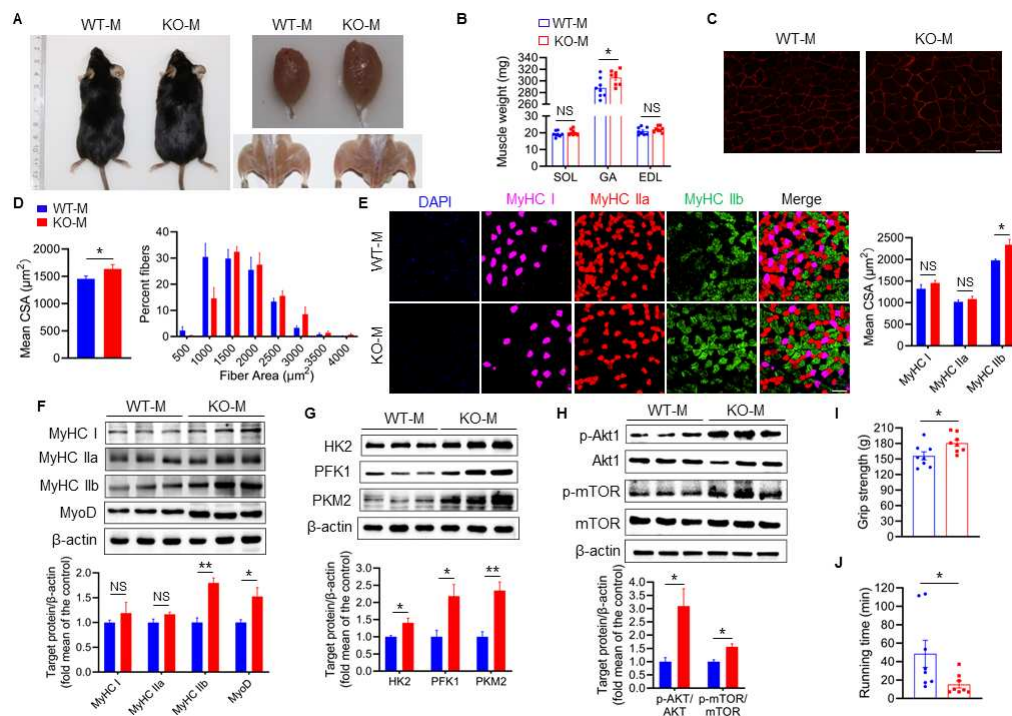 A
WT-M KO-M
WT-M KO-M
B
WT-M
KO-M
Muscle weight (mg)
340
320
300
280
260
20
10
0
NS
*
NS
SOL GA EDL
C
WT-M KO-M
D
WT-M
KO-M
Mean CSA (µm²)
2000
1500
1000
500
0
*
Percent fibers
40
30
20
10
0
500 1000 1500 2000 2500 3000 3500 4000
Fiber Area (µm²)
E
DAPI MyHC I MyHC IIa MyHC IIb Merge
WT-M
KO-M
Mean CSA (µm²)
2500
2000
1500
1000
500
0
NS
NS
*
MyHC I MyHC IIa MyHC IIb
F
WT-M KO-M
MyHC I
MyHC IIa
MyHC IIb
MyoD
β-actin
Target protein/β-actin
(fold mean of the control)
2.0
1.5
1.0
0.5
0.0
NS
NS
**
*
MyHC I MyHC IIa MyHC IIb MyoD
G
WT-M KO-M
HK2
PFK1
PKM2
β-actin
Target protein/β-actin
(fold mean of the control)
3.0
2.5
2.0
1.5
1.0
0.5
0.0
*
*
**
HK2 PFK1 PKM2
H
WT-M KO-M
p-Akt1
Akt1
p-mTOR
mTOR
β-actin
Target protein/β-actin
(fold mean of the control)
4.0
3.5
3.0
2.5
2.0
1.5
1.0
0.5
0.0
*
*
p-AKT/ p-mTOR/
AKT mTOR
I
Grip strength (g)
210
180
150
120
90
60
30
0
*
J
Running time (min)
120
100
80
60
40
20
0
*